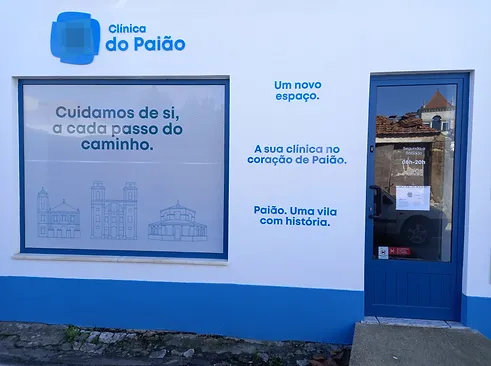 Clínica
do Paião
Um novo
espaço.
Cuidamos de si,
a cada passo do
caminho.
A sua clínica no
coração de Paião.
08h-20h
Paião. Uma vila
com história.